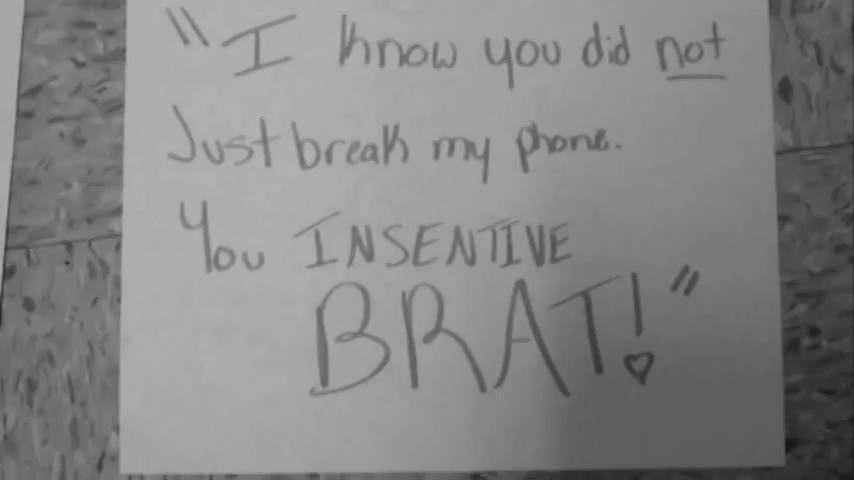 "I know you did not
Just break my phone.
You INSENTIVE
BRAT!"